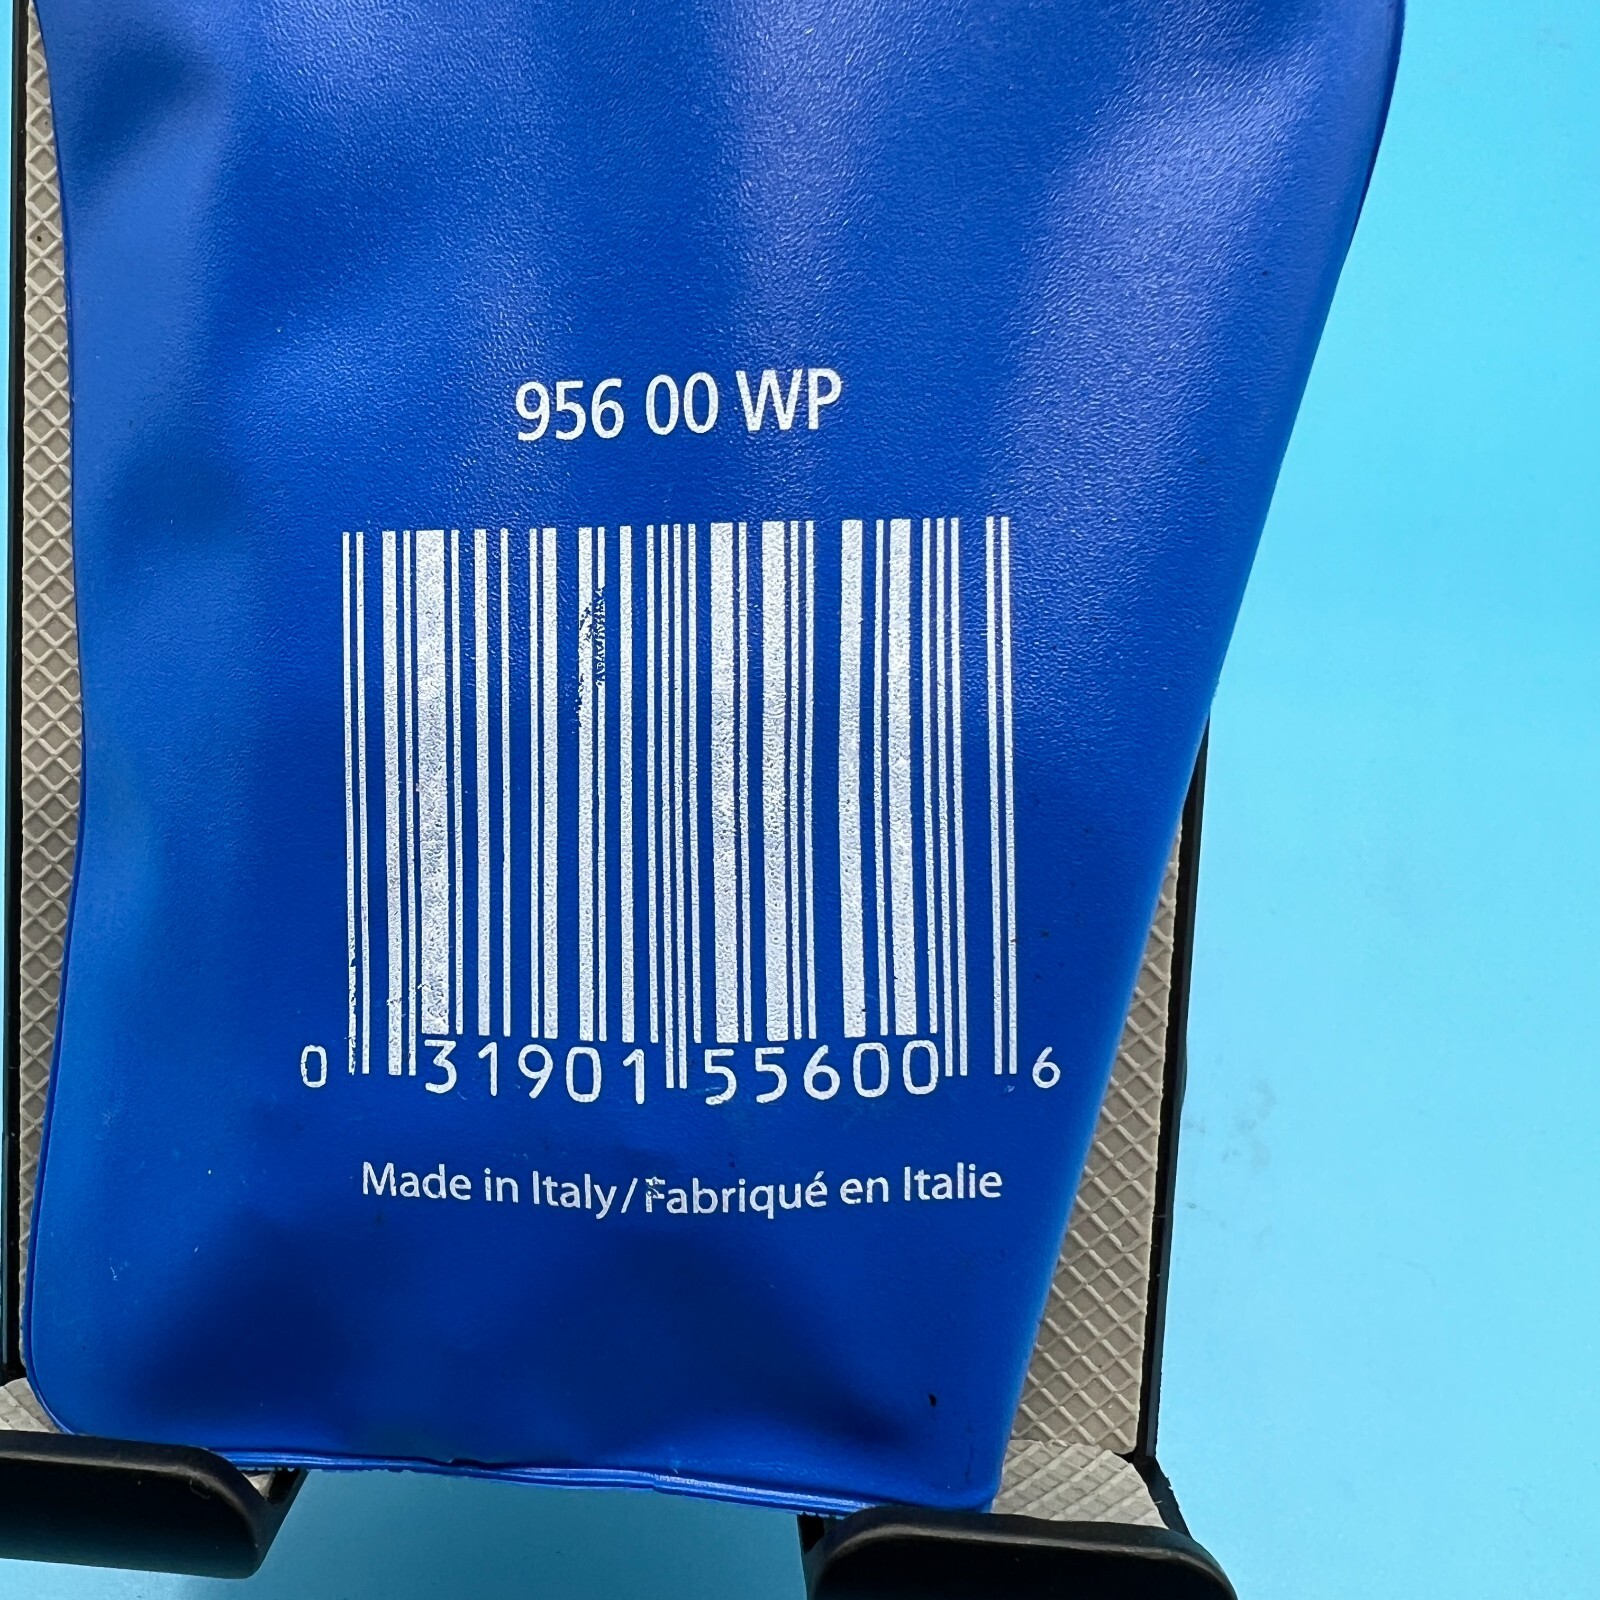 956 00 WP
0 31901 55600 6
Made in Italy/Fabriqué en Italie